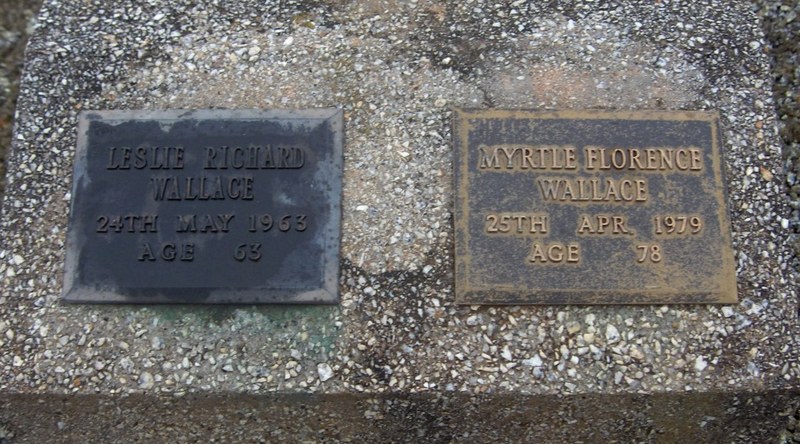 LESLIE RICHARD
WALLACE
24TH MAY 1963
AGE 63
MYRTLE FLORENCE
WALLACE
25TH APR. 1979
AGE 78